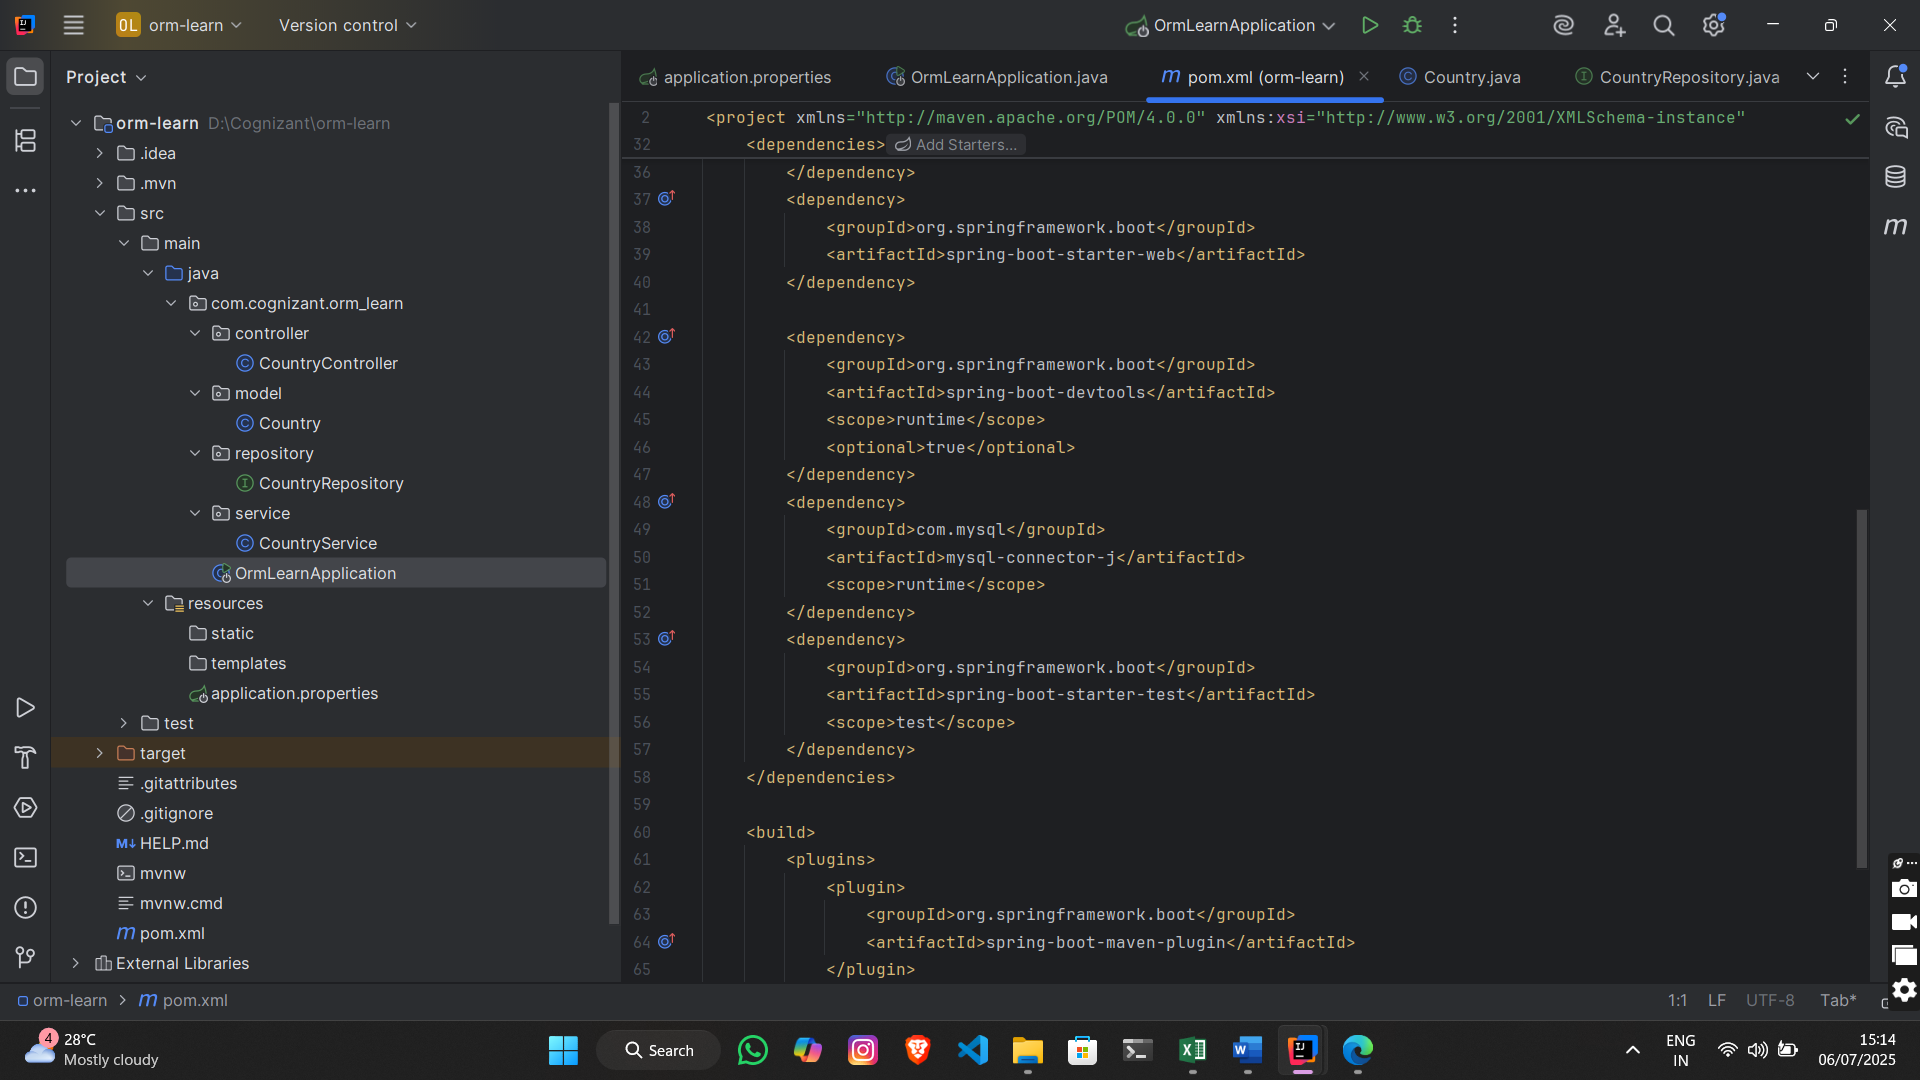 OL orm-learn Version control OrmLearnApplication
Project
orm-learn D:\Cognizant\orm-learn
.idea
.mvn
src
main
java
com.cognizant.orm_learn
controller
CountryController
model
Country
repository
CountryRepository
service
CountryService
OrmLearnApplication
resources
static
templates
application.properties
test
target
.gitattributes
.gitignore
M↓ HELP.md
mvnw
mvnw.cmd
m pom.xml
External Libraries
application.properties OrmLearnApplication.java m pom.xml (orm-learn) Country.java CountryRepository.java
2 <project xmlns="http://maven.apache.org/POM/4.0.0" xmlns:xsi="http://www.w3.org/2001/XMLSchema-instance"
32 <dependencies> Add Starters...
36 </dependency>
37 <dependency>
38 <groupId>org.springframework.boot</groupId>
39 <artifactId>spring-boot-starter-web</artifactId>
40 </dependency>
41
42 <dependency>
43 <groupId>org.springframework.boot</groupId>
44 <artifactId>spring-boot-devtools</artifactId>
45 <scope>runtime</scope>
46 <optional>true</optional>
47 </dependency>
48 <dependency>
49 <groupId>com.mysql</groupId>
50 <artifactId>mysql-connector-j</artifactId>
51 <scope>runtime</scope>
52 </dependency>
53 <dependency>
54 <groupId>org.springframework.boot</groupId>
55 <artifactId>spring-boot-starter-test</artifactId>
56 <scope>test</scope>
57 </dependency>
58 </dependencies>
59
60 <build>
61 <plugins>
62 <plugin>
63 <groupId>org.springframework.boot</groupId>
64 <artifactId>spring-boot-maven-plugin</artifactId>
65 </plugin>
orm-learn > m pom.xml 1:1 LF UTF-8 Tab*
4 28°C
Mostly cloudy
Search
ENG
IN
15:14
06/07/2025